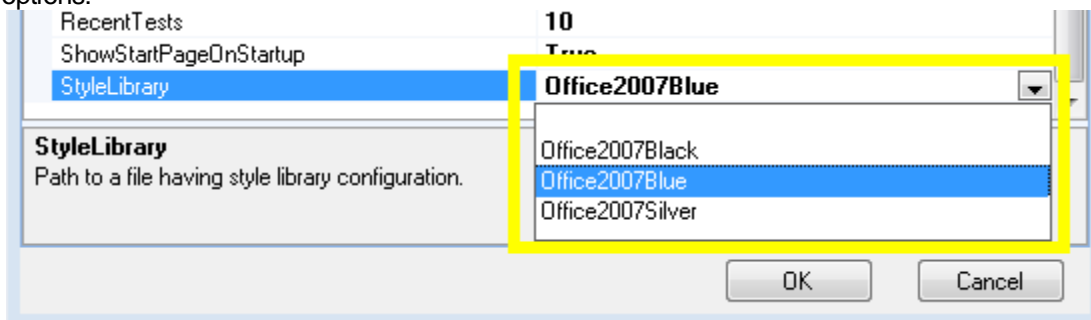 options.
RecentTests 10
ShowStartPageOnStartup True
StyleLibrary Office2007Blue
StyleLibrary
Path to a file having style library configuration.
Office2007Black
Office2007Blue
Office2007Silver
OK Cancel